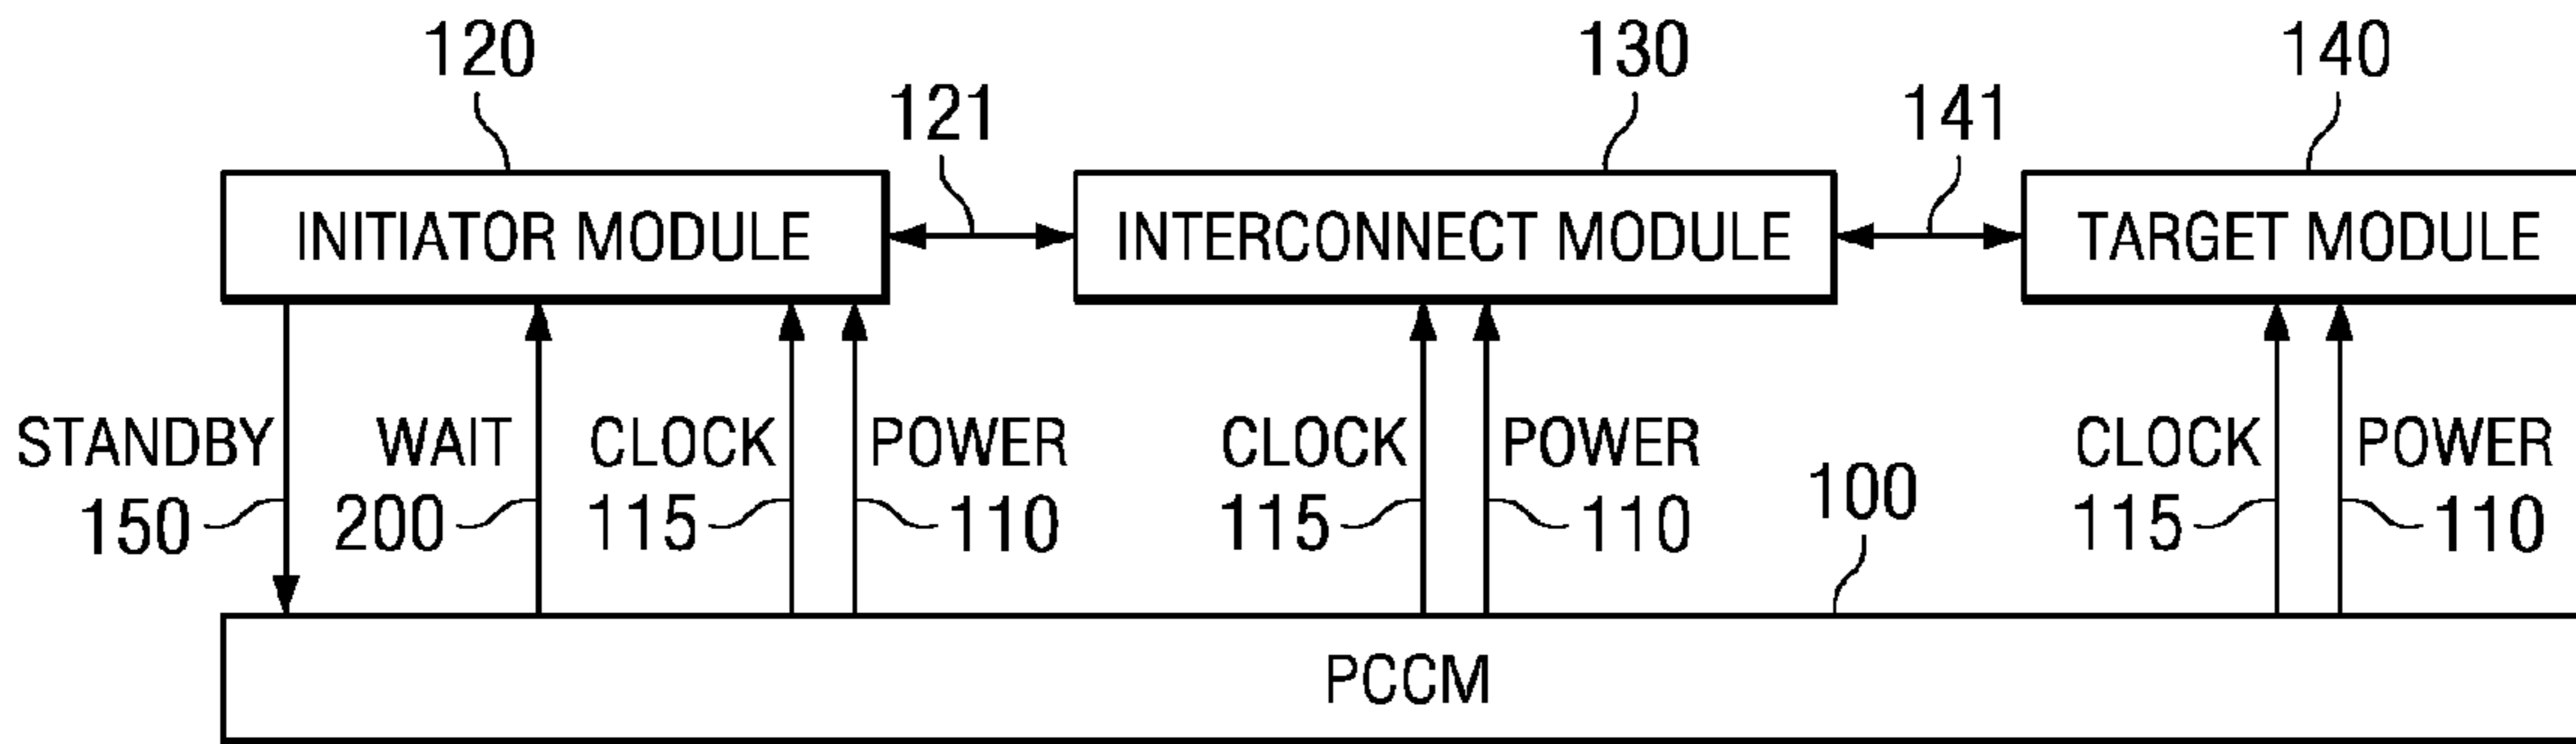 120
130
140
121
141
INITIATOR MODULE
INTERCONNECT MODULE
TARGET MODULE
STANDBY
WAIT
CLOCK
POWER
CLOCK
POWER
CLOCK
POWER
150
200
115
110
115
110
100
115
110
PCCM